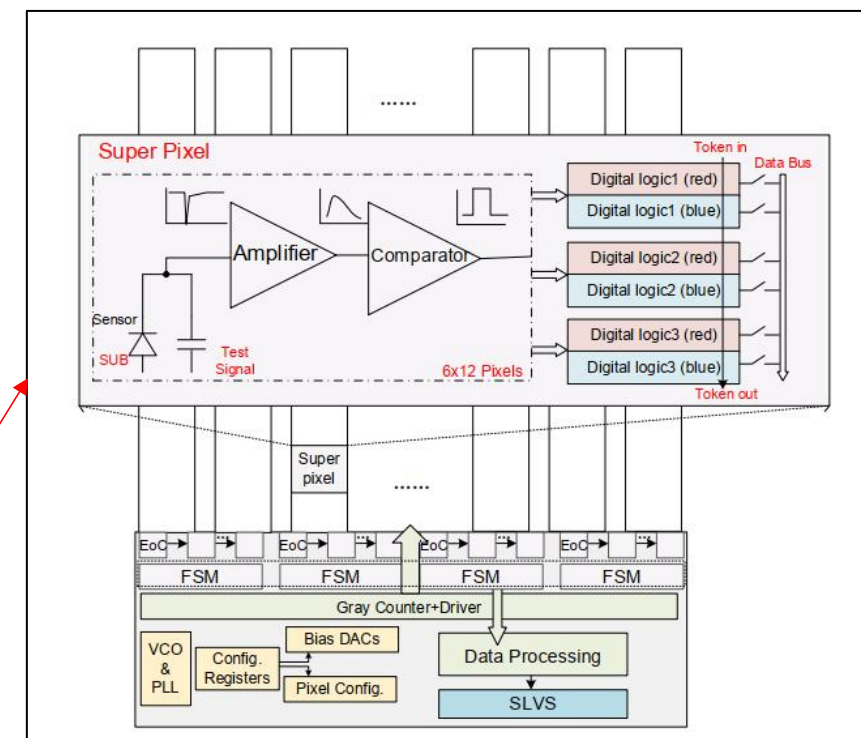 ......
Super Pixel
Token in
Data Bus
Digital logic1 (red)
Digital logic1 (blue)
Amplifier
Comparator
Digital logic2 (red)
Digital logic2 (blue)
Sensor
SUB
Test
Signal
6x12 Pixels
Digital logic3 (red)
Digital logic3 (blue)
Token out
Super
pixel
......
EoC ... EoC ... EoC ... EoC ...
FSM FSM FSM FSM
Gray Counter+Driver
VCO
&
PLL
Config.
Registers
Bias DACs
Pixel Config.
Data Processing
SLVS